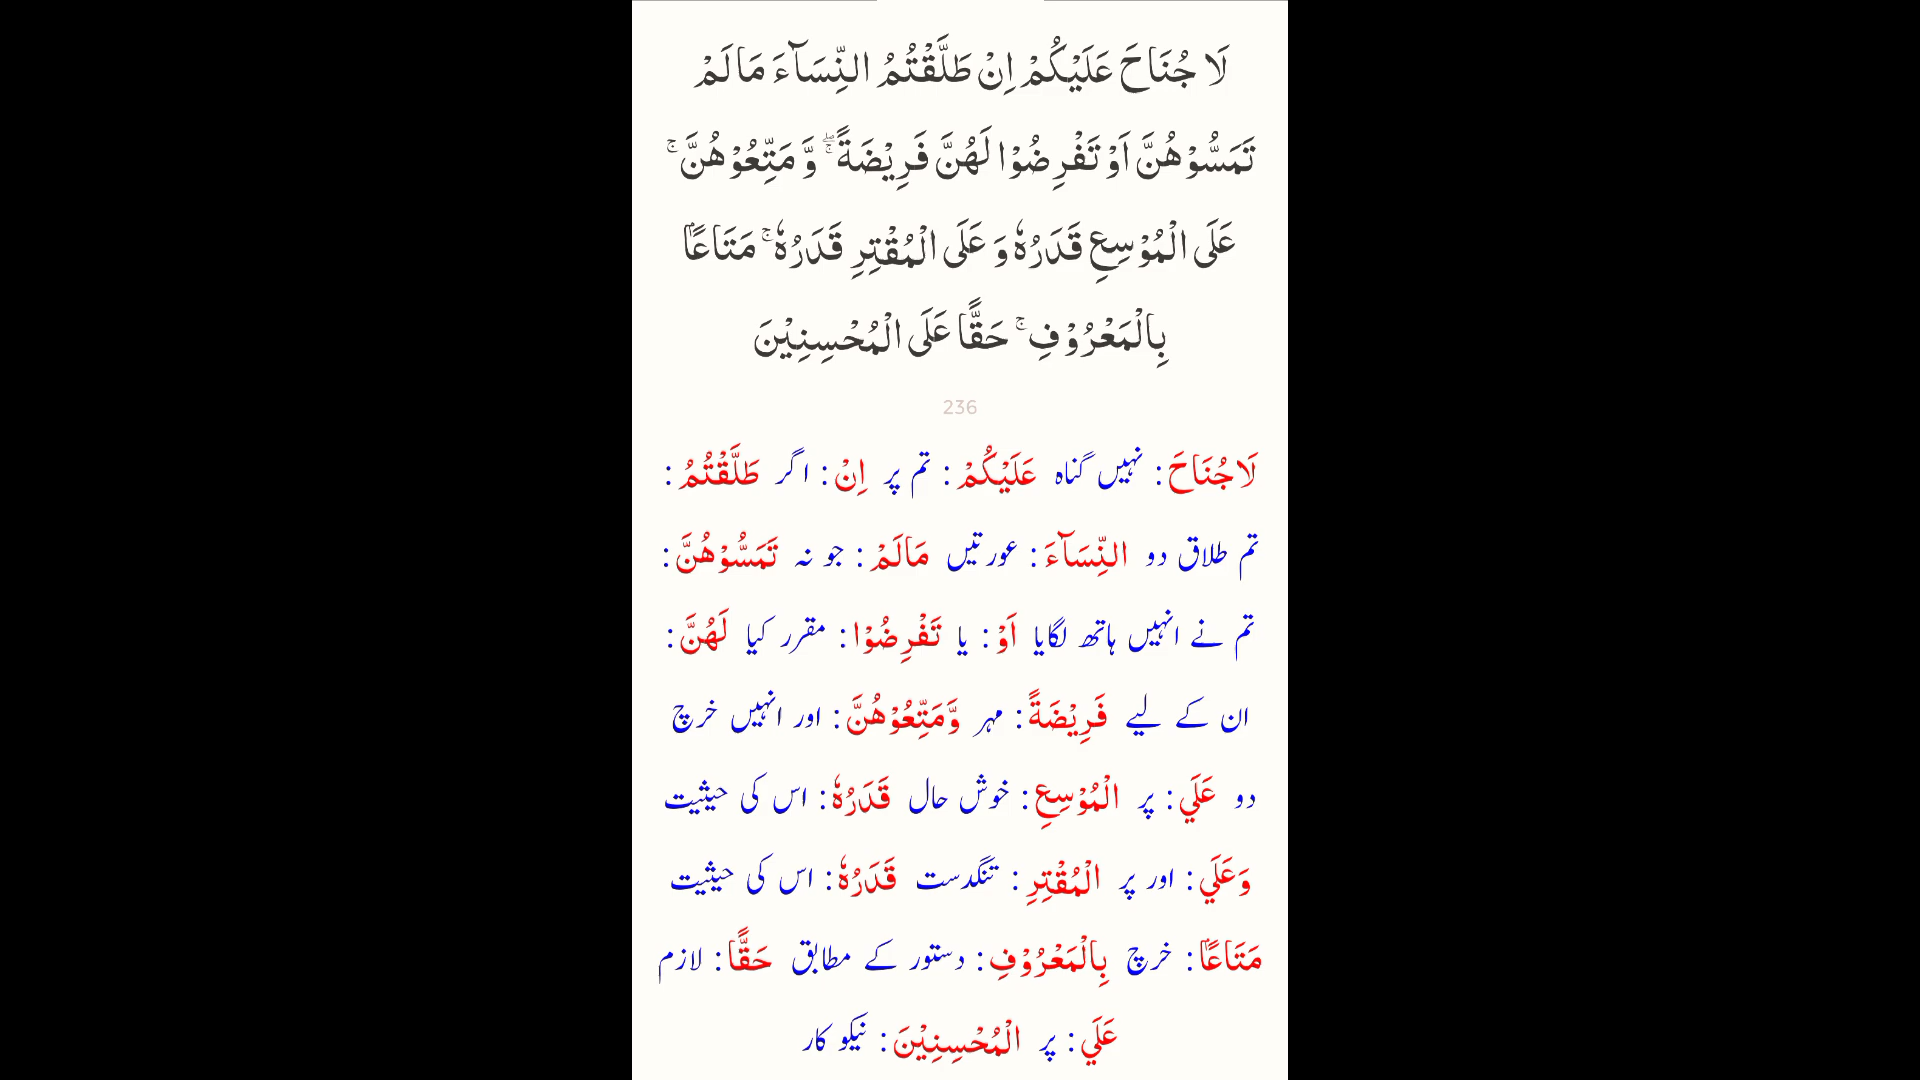 لَا جُنَاحَ عَلَيْكُمْ اِنْ طَلَّقْتُمُ النِّسَآءَ مَا لَمْ
تَمَسُّوْهُنَّ اَوْ تَفْرِضُوْا لَهُنَّ فَرِيْضَةً ۖۚ وَّ مَتِّعُوْهُنَّ ۚ
عَلَى الْمُوْسِعِ قَدَرُهٗ وَ عَلَى الْمُقْتِرِ قَدَرُهٗ ۚ مَتَاعًۢا
بِالْمَعْرُوْفِ ۚ حَقًّا عَلَى الْمُحْسِنِيْنَ
236
لَا جُنَاحَ : نہیں گناہ عَلَيْكُمْ : تم پر اِنْ : اگر طَلَّقْتُمُ :
تم طلاق دو النِّسَآءَ : عورتیں مَالَمْ : جو نہ تَمَسُّوْھُنَّ :
تم نے انہیں ہاتھ لگایا اَوْ : یا تَفْرِضُوْا : مقرر کیا لَھُنَّ :
ان کے لیے فَرِيْضَةً : مہر وَّمَتِّعُوْھُنَّ : اور انہیں خرچ
دو عَلَي : پر الْمُوْسِعِ : خوش حال قَدَرُهٗ : اس کی حیثیت
وَعَلَي : اور پر الْمُقْتِرِ : تنگدست قَدَرُهٗ : اس کی حیثیت
مَتَاعًۢا : خرچ بِالْمَعْرُوْفِ : دستور کے مطابق حَقًّا : لازم
عَلَي : پر الْمُحْسِنِيْنَ : نیکو کار